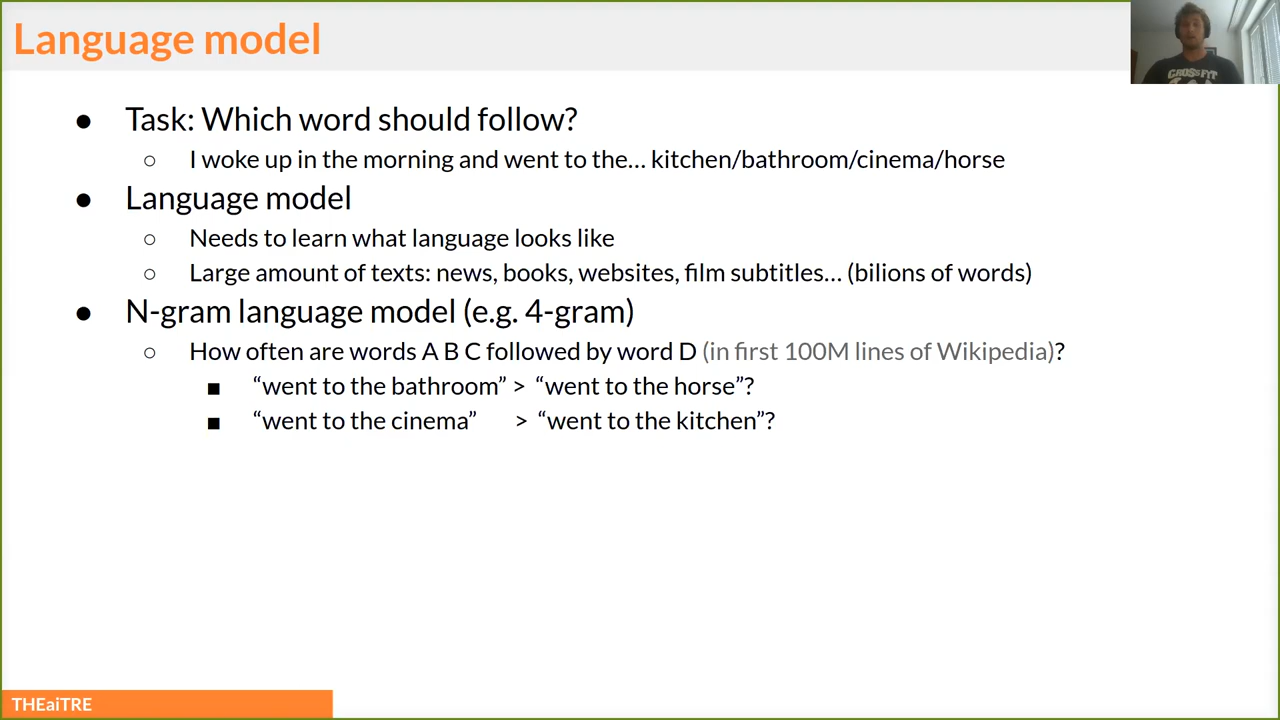 Language model
● Task: Which word should follow?
○ I woke up in the morning and went to the... kitchen/bathroom/cinema/horse
● Language model
○ Needs to learn what language looks like
○ Large amount of texts: news, books, websites, film subtitles... (bilions of words)
● N-gram language model (e.g. 4-gram)
○ How often are words A B C followed by word D (in first 100M lines of Wikipedia)?
■ “went to the bathroom” > “went to the horse”?
■ “went to the cinema” > “went to the kitchen”?
THEaiTRE